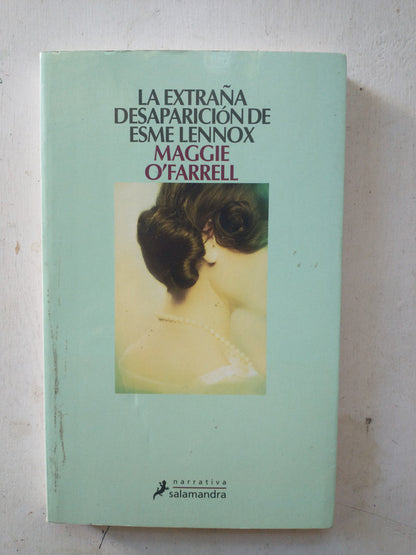 LA EXTRAÑA
DESAPARICIÓN DE
ESME LENNOX
MAGGIE
O'FARRELL
narrativa
salamandra